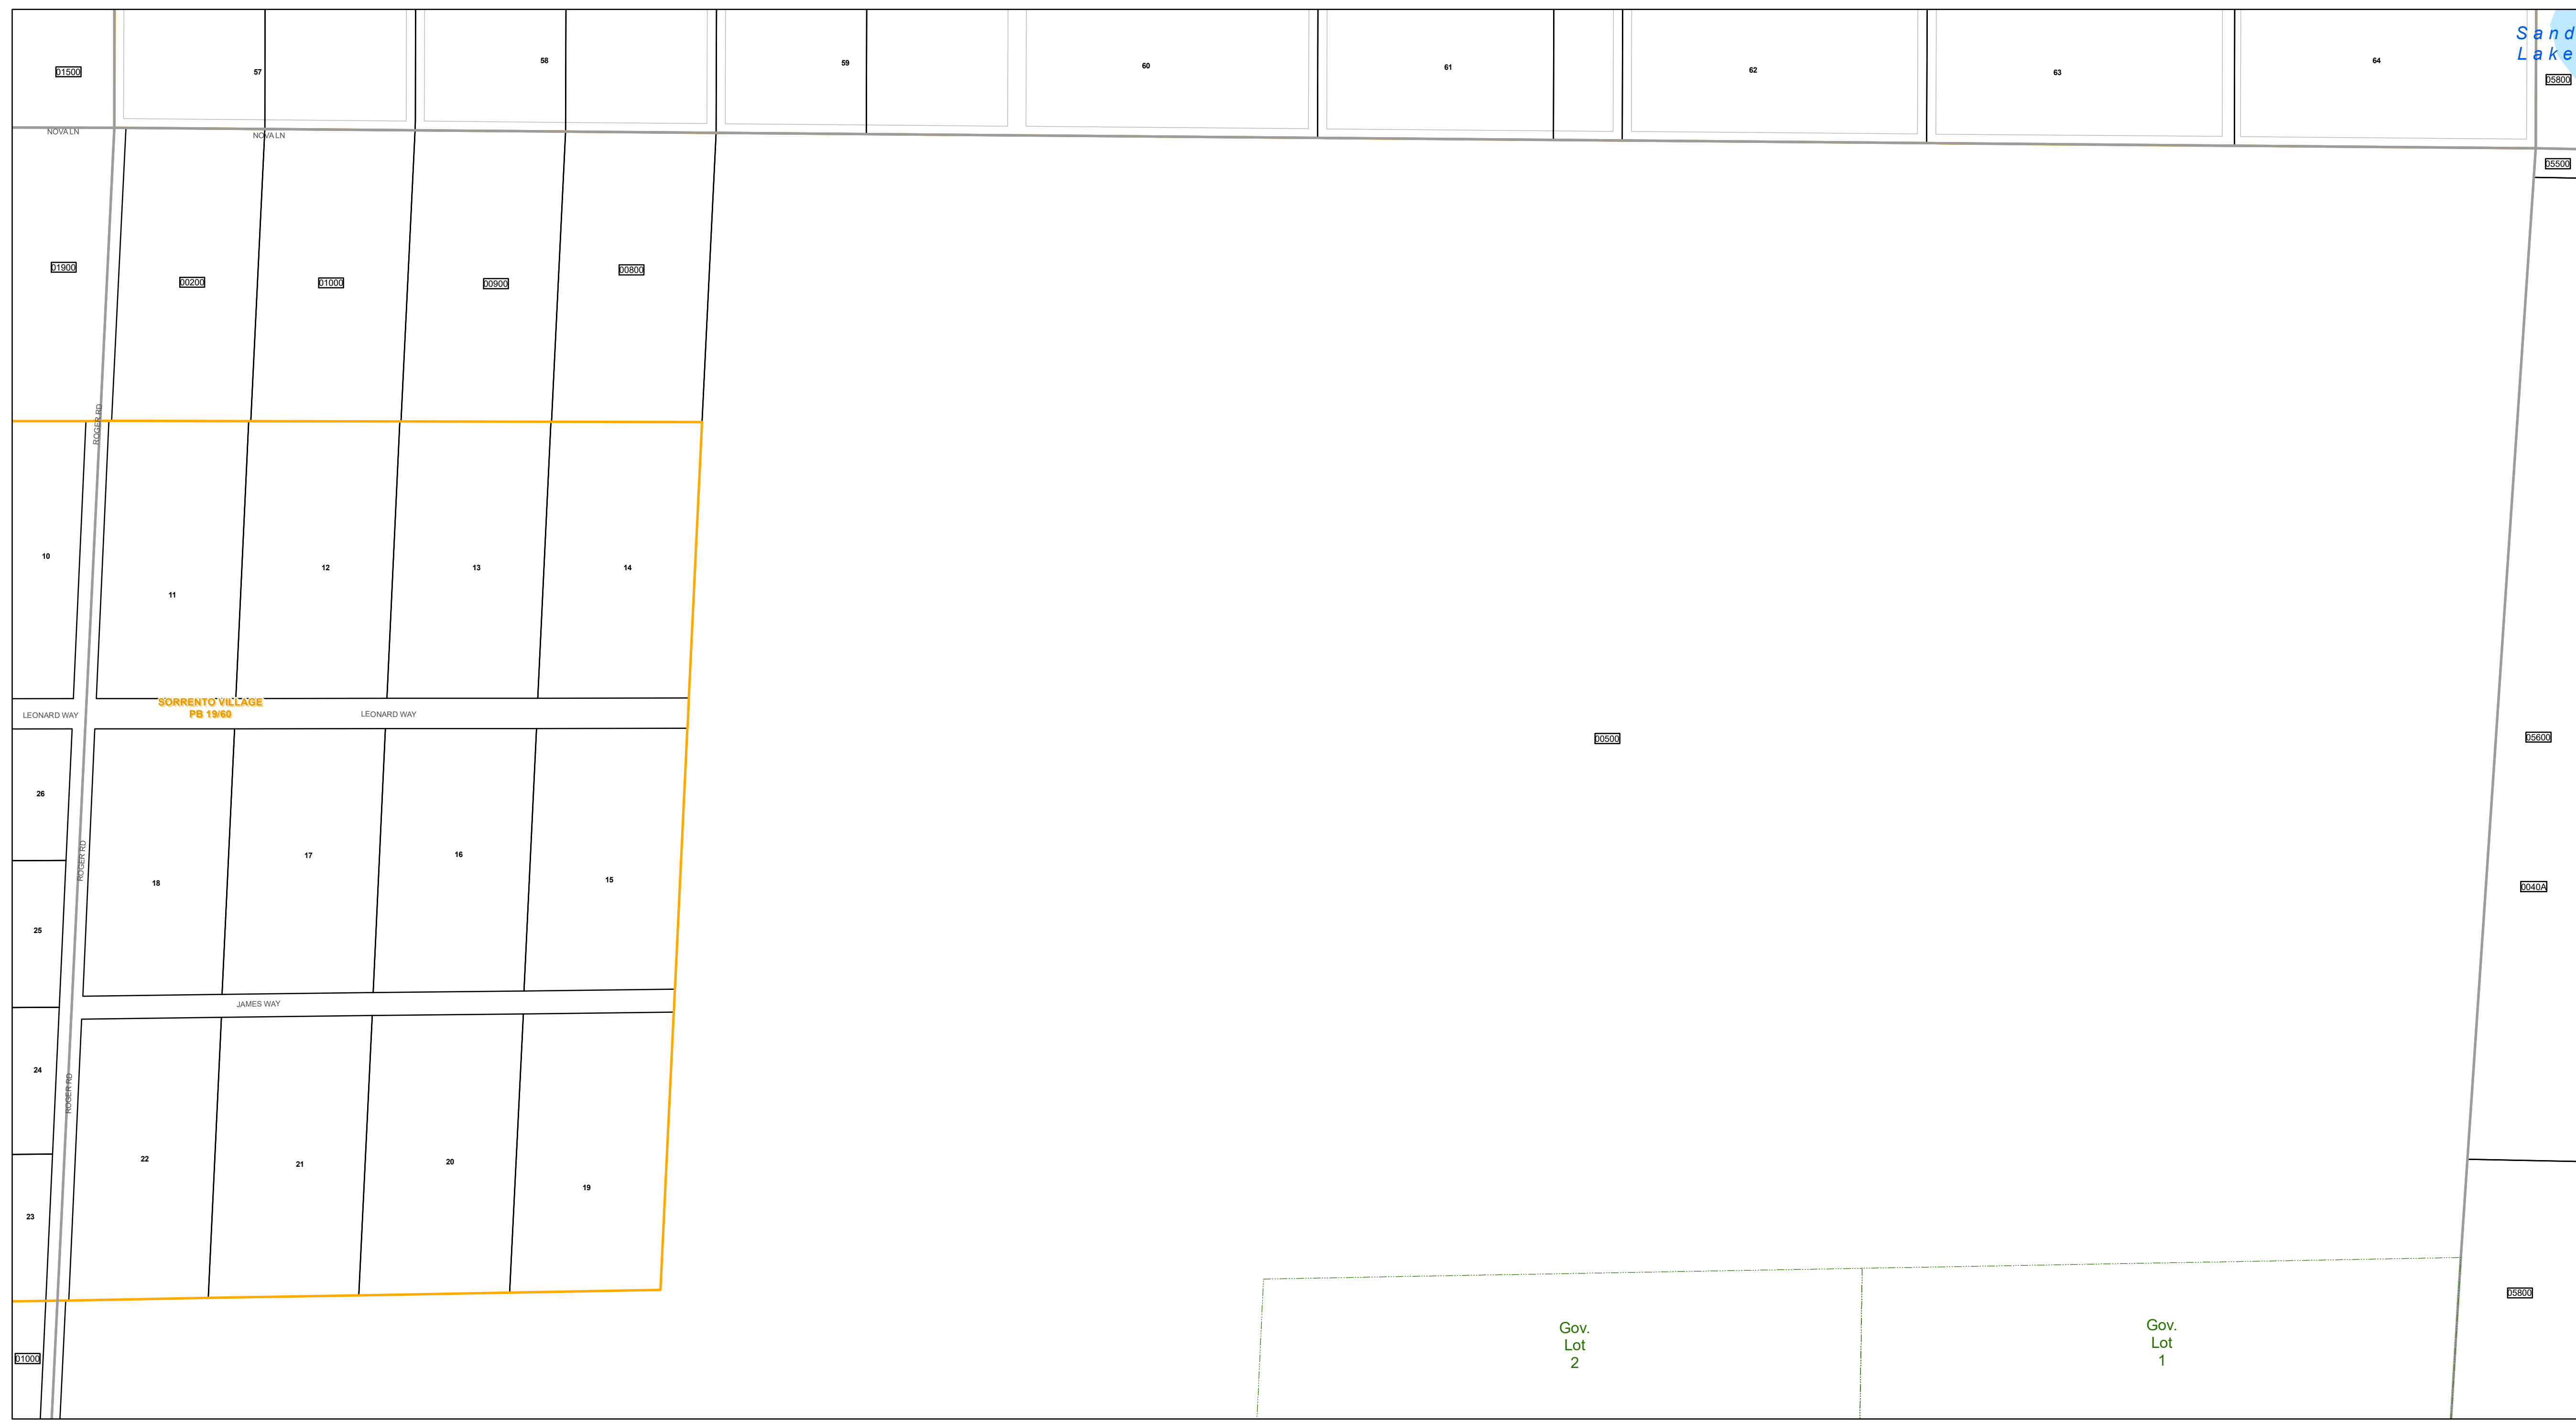 Sand
Lake
01500
57
58
59
60
61
62
63
64
05800
NOVA LN
NOVA LN
05500
01900
00200
01000
00900
00800
ROGER RD
10
11
12
13
14
SORRENTO VILLAGE
PB 19/60
LEONARD WAY
LEONARD WAY
00500
05600
26
18
17
16
15
ROGER RD
0040A
25
JAMES WAY
24
ROGER RD
22
21
20
19
23
05800
Gov.
Lot
2
Gov.
Lot
1
01000